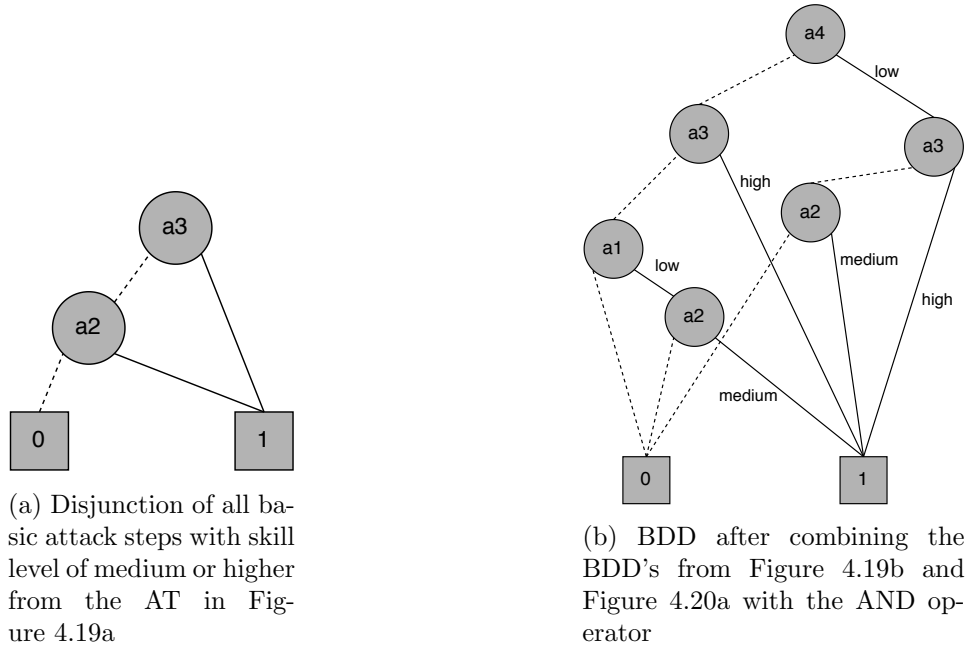 a3
a2
0
1
(a) Disjunction of all ba-
sic attack steps with skill
level of medium or higher
from the AT in Fig-
ure 4.19a
a4
low
a3
a3
high
a2
a1
low
medium
a2
high
medium
0
1
(b) BDD after combining the
BDD's from Figure 4.19b and
Figure 4.20a with the AND op-
erator